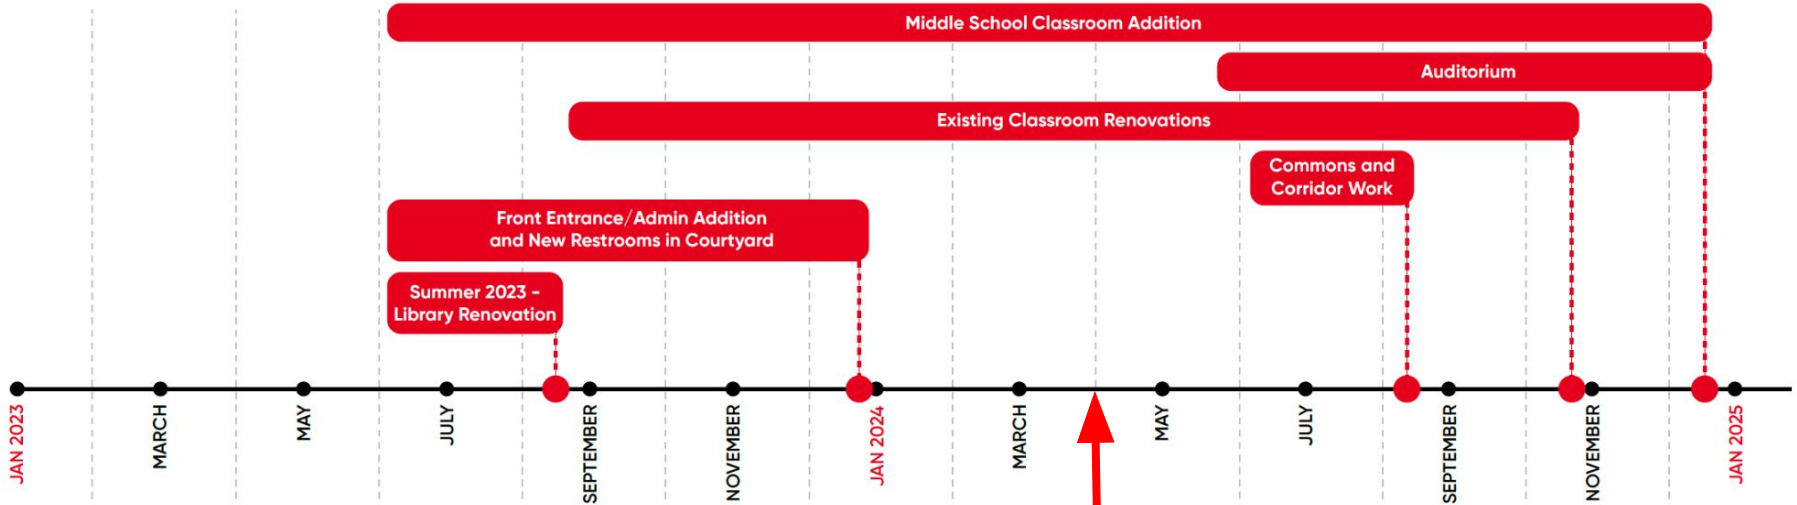 Middle School Classroom Addition
Auditorium
Existing Classroom Renovations
Commons and
Corridor Work
Front Entrance/Admin Addition
and New Restrooms in Courtyard
Summer 2023 -
Library Renovation
JAN 2023
MARCH
MAY
JULY
SEPTEMBER
NOVEMBER
JAN 2024
MARCH
MAY
JULY
SEPTEMBER
NOVEMBER
JAN 2025